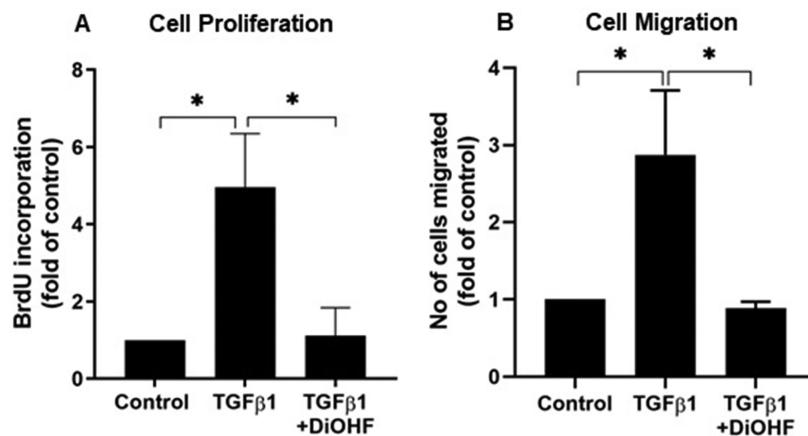 A Cell Proliferation
BrdU incorporation
(fold of control)
8
6
4
2
0
* *
Control TGFβ1 TGFβ1
+DiOHF
B Cell Migration
No of cells migrated
(fold of control)
4
3
2
1
0
* *
Control TGFβ1 TGFβ1
+DiOHF